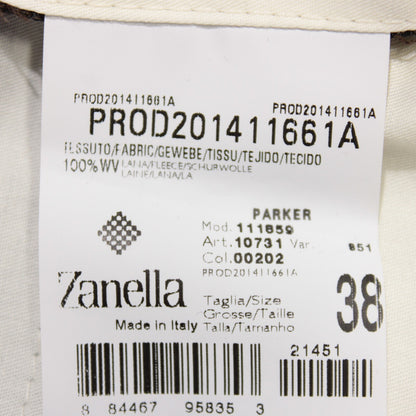 PROD201411661A PROD201411661A
PROD201411661A
TESSUTO/FABRIC/GEWEBE/TISSU/TEJIDO/TECIDO
100%WV LANA/FLEECE/SCHURWOLLE
LAINE/LANA/LA
PARKER
Mod. 111859
Art. 10731 Var. 851
Col. 00202
PROD201411661A
Zanella
Made in Italy
Taglia/Size
Grosse/Taille
Talla/Tamanho
38
21451
8 84467 95835 3